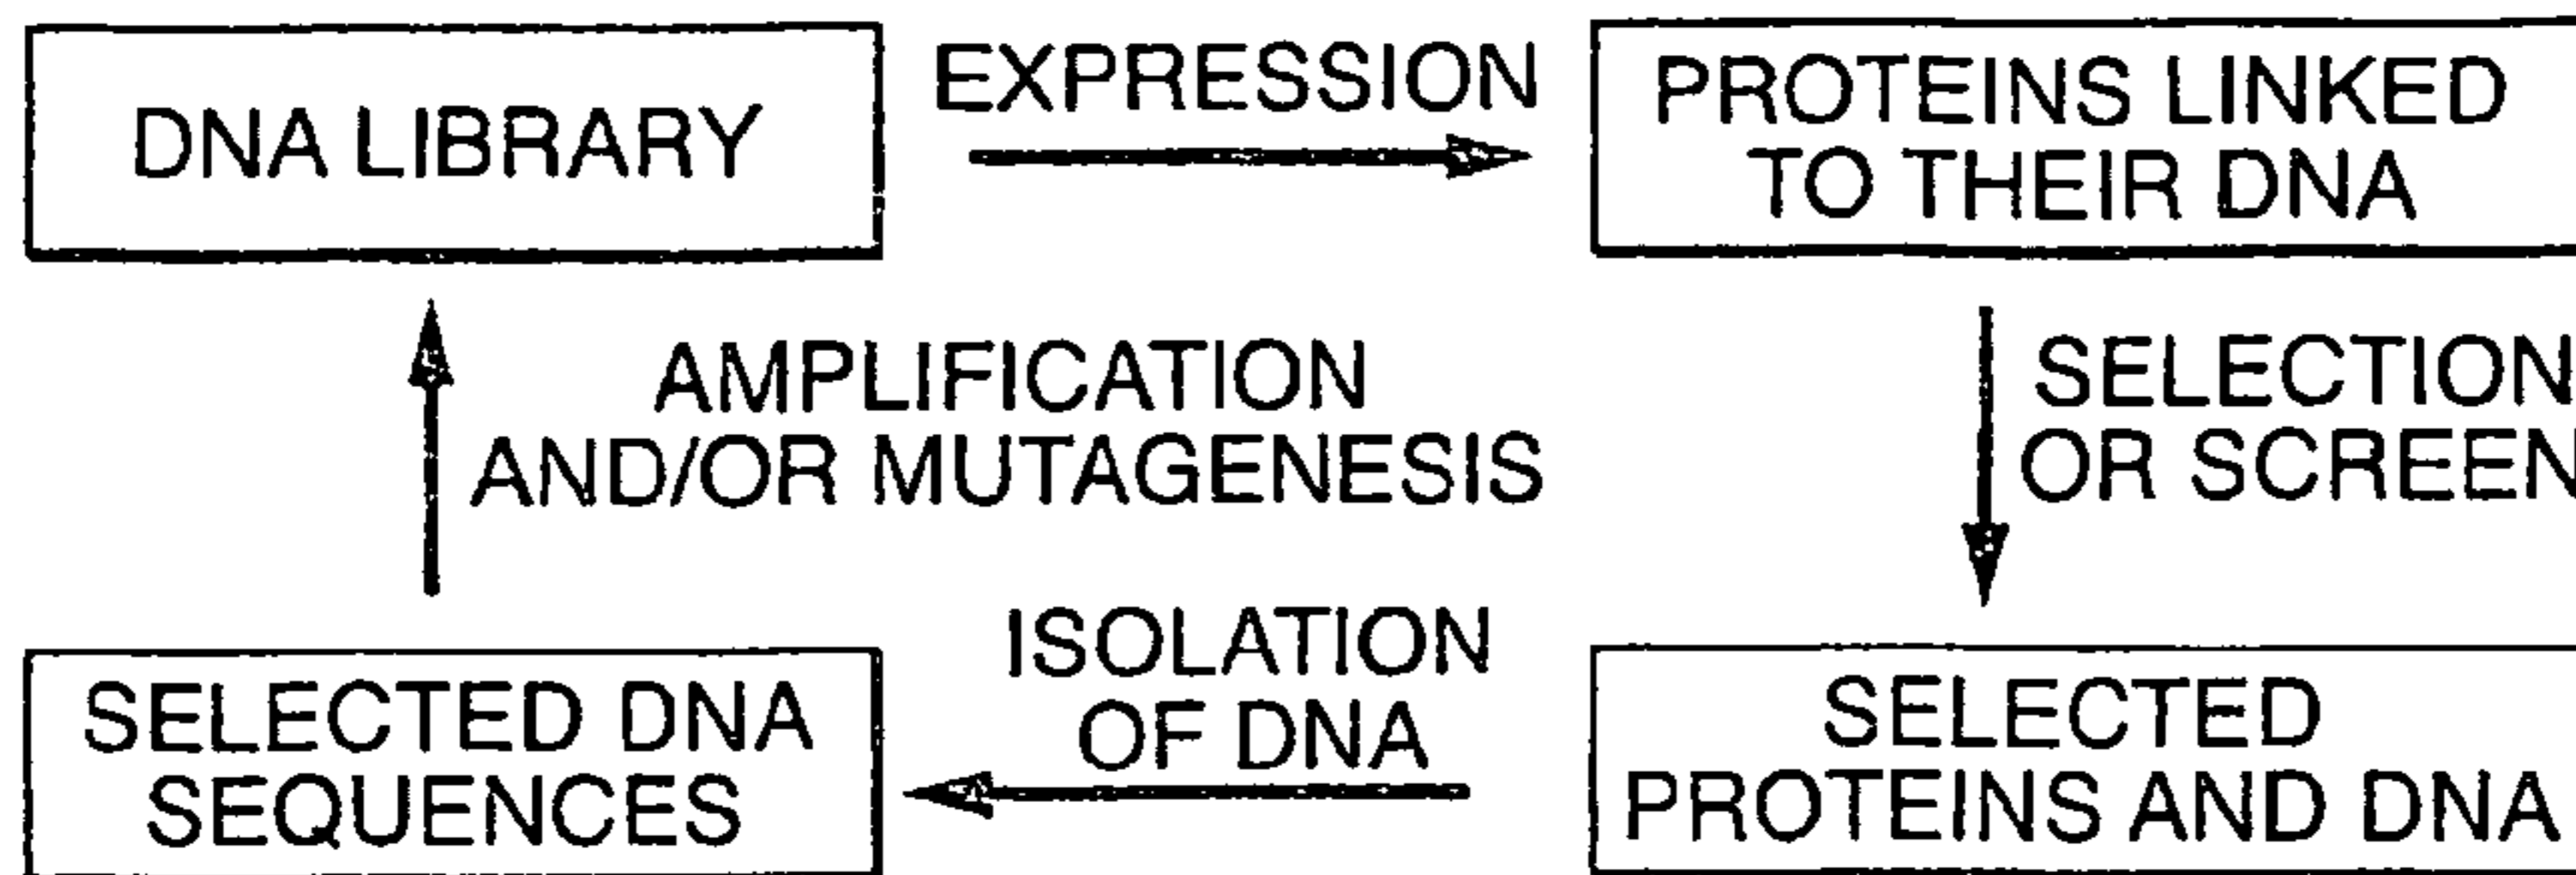 DNA LIBRARY
EXPRESSION
PROTEINS LINKED
TO THEIR DNA
AMPLIFICATION
AND/OR MUTAGENESIS
SELECTION
OR SCREEN
SELECTED DNA
SEQUENCES
ISOLATION
OF DNA
SELECTED
PROTEINS AND DNA